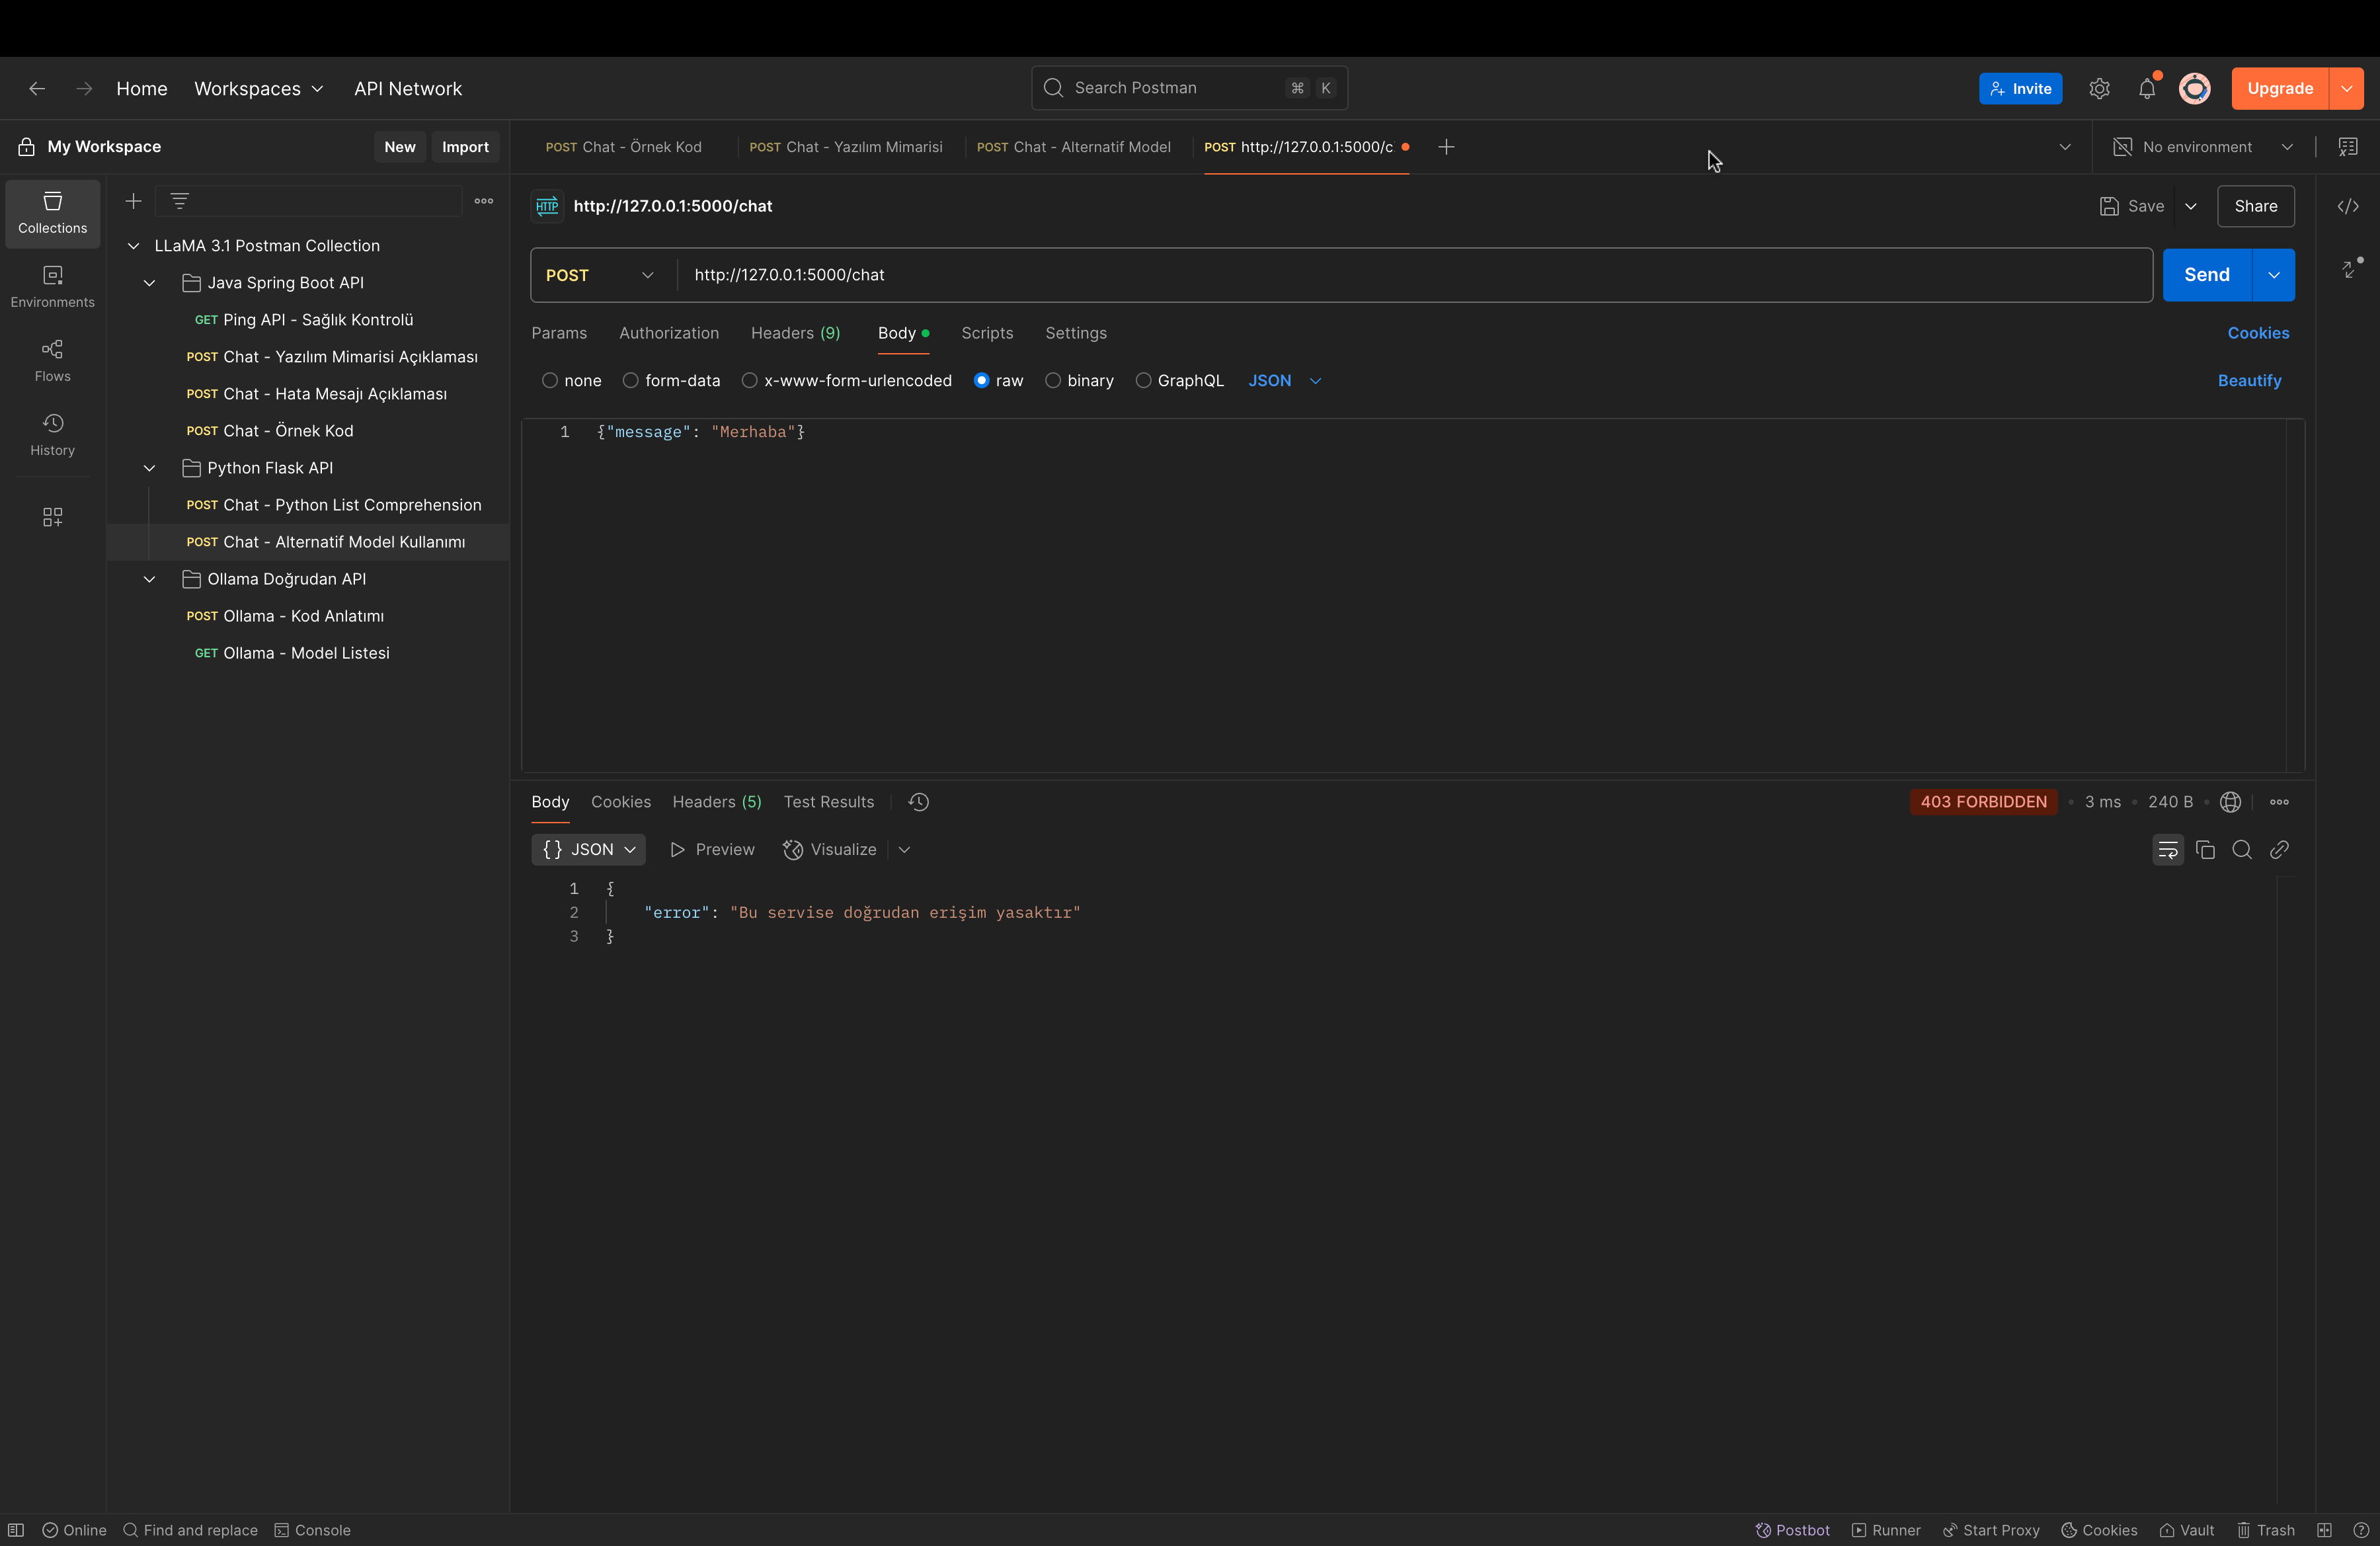 Home Workspaces API Network
Search Postman ⌘ K
Invite Upgrade
My Workspace New Import
POST Chat - Örnek Kod POST Chat - Yazılım Mimarisi POST Chat - Alternatif Model POST http://127.0.0.1:5000/c
No environment
Collections
Environments
Flows
History
LLaMA 3.1 Postman Collection
Java Spring Boot API
GET Ping API - Sağlık Kontrolü
POST Chat - Yazılım Mimarisi Açıklaması
POST Chat - Hata Mesajı Açıklaması
POST Chat - Örnek Kod
Python Flask API
POST Chat - Python List Comprehension
POST Chat - Alternatif Model Kullanımı
Ollama Doğrudan API
POST Ollama - Kod Anlatımı
GET Ollama - Model Listesi
HTTP http://127.0.0.1:5000/chat
Save Share
POST http://127.0.0.1:5000/chat Send
Params Authorization Headers (9) Body Scripts Settings Cookies
none form-data x-www-form-urlencoded raw binary GraphQL JSON Beautify
1 {"message": "Merhaba"}
Body Cookies Headers (5) Test Results
403 FORBIDDEN • 3 ms • 240 B •
{} JSON Preview Visualize
1 {
2 "error": "Bu servise doğrudan erişim yasaktır"
3 }
Online Find and replace Console
Postbot Runner Start Proxy Cookies Vault Trash